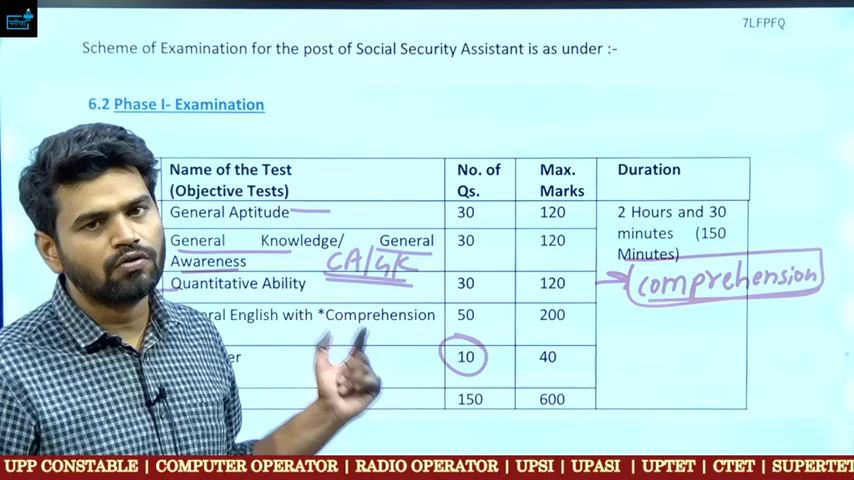 परीक्षा
7LFPFQ
Scheme of Examination for the post of Social Security Assistant is as under :-
6.2 Phase I- Examination
Name of the Test
(Objective Tests)
No. of
Qs.
Max.
Marks
Duration
General Aptitude
30
120
2 Hours and 30
minutes (150
Minutes)
General Knowledge/ General
Awareness
CA/GK
30
120
Quantitative Ability
30
120
comprehension
English with *Comprehension
50
200
10
40
150
600
UPP CONSTABLE | COMPUTER OPERATOR | RADIO OPERATOR | UPSI | UPASI | UPTET | CTET | SUPERTET